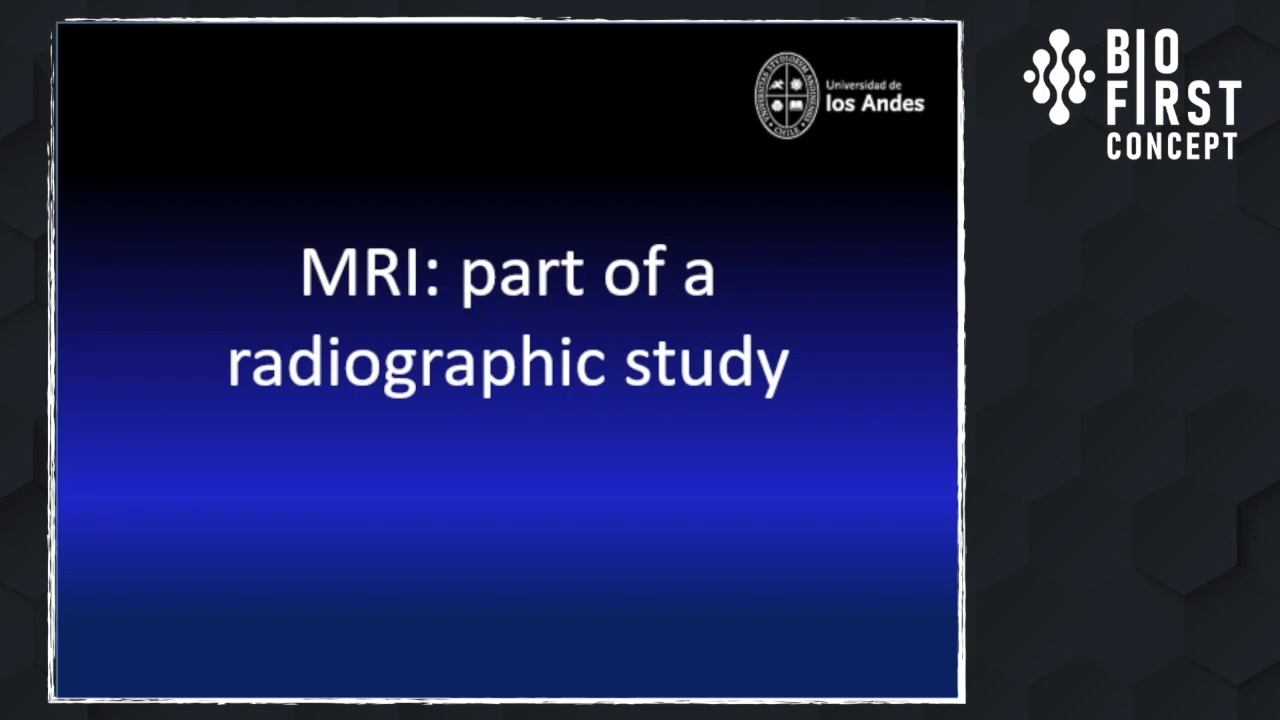 Universidad de
los Andes
MRI: part of a
radiographic study
BIO
FIRST
CONCEPT